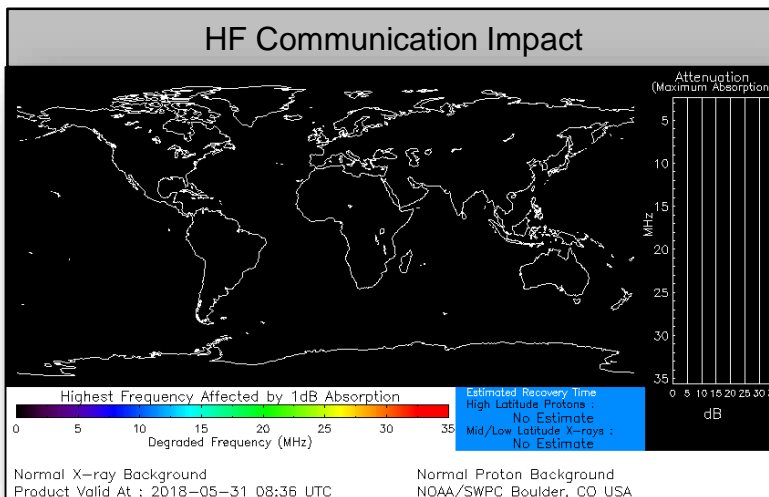 HF Communication Impact
Attenuation
(Maximum Absorption
5
10
15
20
25
30
35
MHz
0 5 10 15 20 25 30
dB
Highest Frequency Affected by 1dB Absorption
0 5 10 15 20 25 30 35
Degraded Frequency (MHz)
Estimated Recovery Time
High Latitude Protons :
No Estimate
Mid/Low Latitude X-rays :
No Estimate
Normal X-ray Background
Normal Proton Background
Product Valid At : 2018-05-31 08:36 UTC
NOAA/SWPC Boulder, CO USA